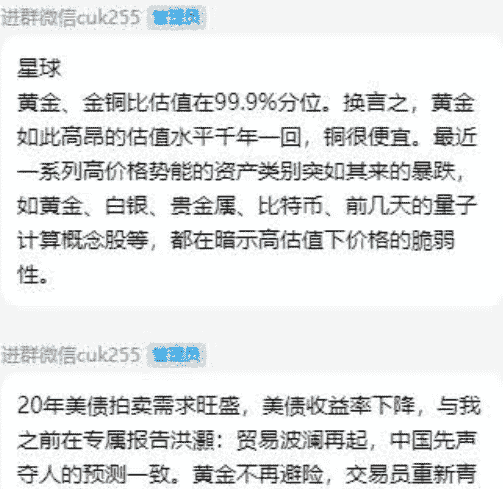 进群微信cuk255 管理员
星球
黄金、金铜比估值在99.9%分位。换言之，黄金
如此高昂的估值水平千年一回，铜很便宜。最近
一系列高价格势能的资产类别突如其来的暴跌，
如黄金、白银、贵金属、比特币、前几天的量子
计算概念股等，都在暗示高估值下价格的脆弱
性。
进群微信cuk255 管理员
20年美债拍卖需求旺盛，美债收益率下降，与我
之前在专属报告洪灏：贸易波澜再起，中国先声
夺人的预测一致。黄金不再避险，交易员重新青